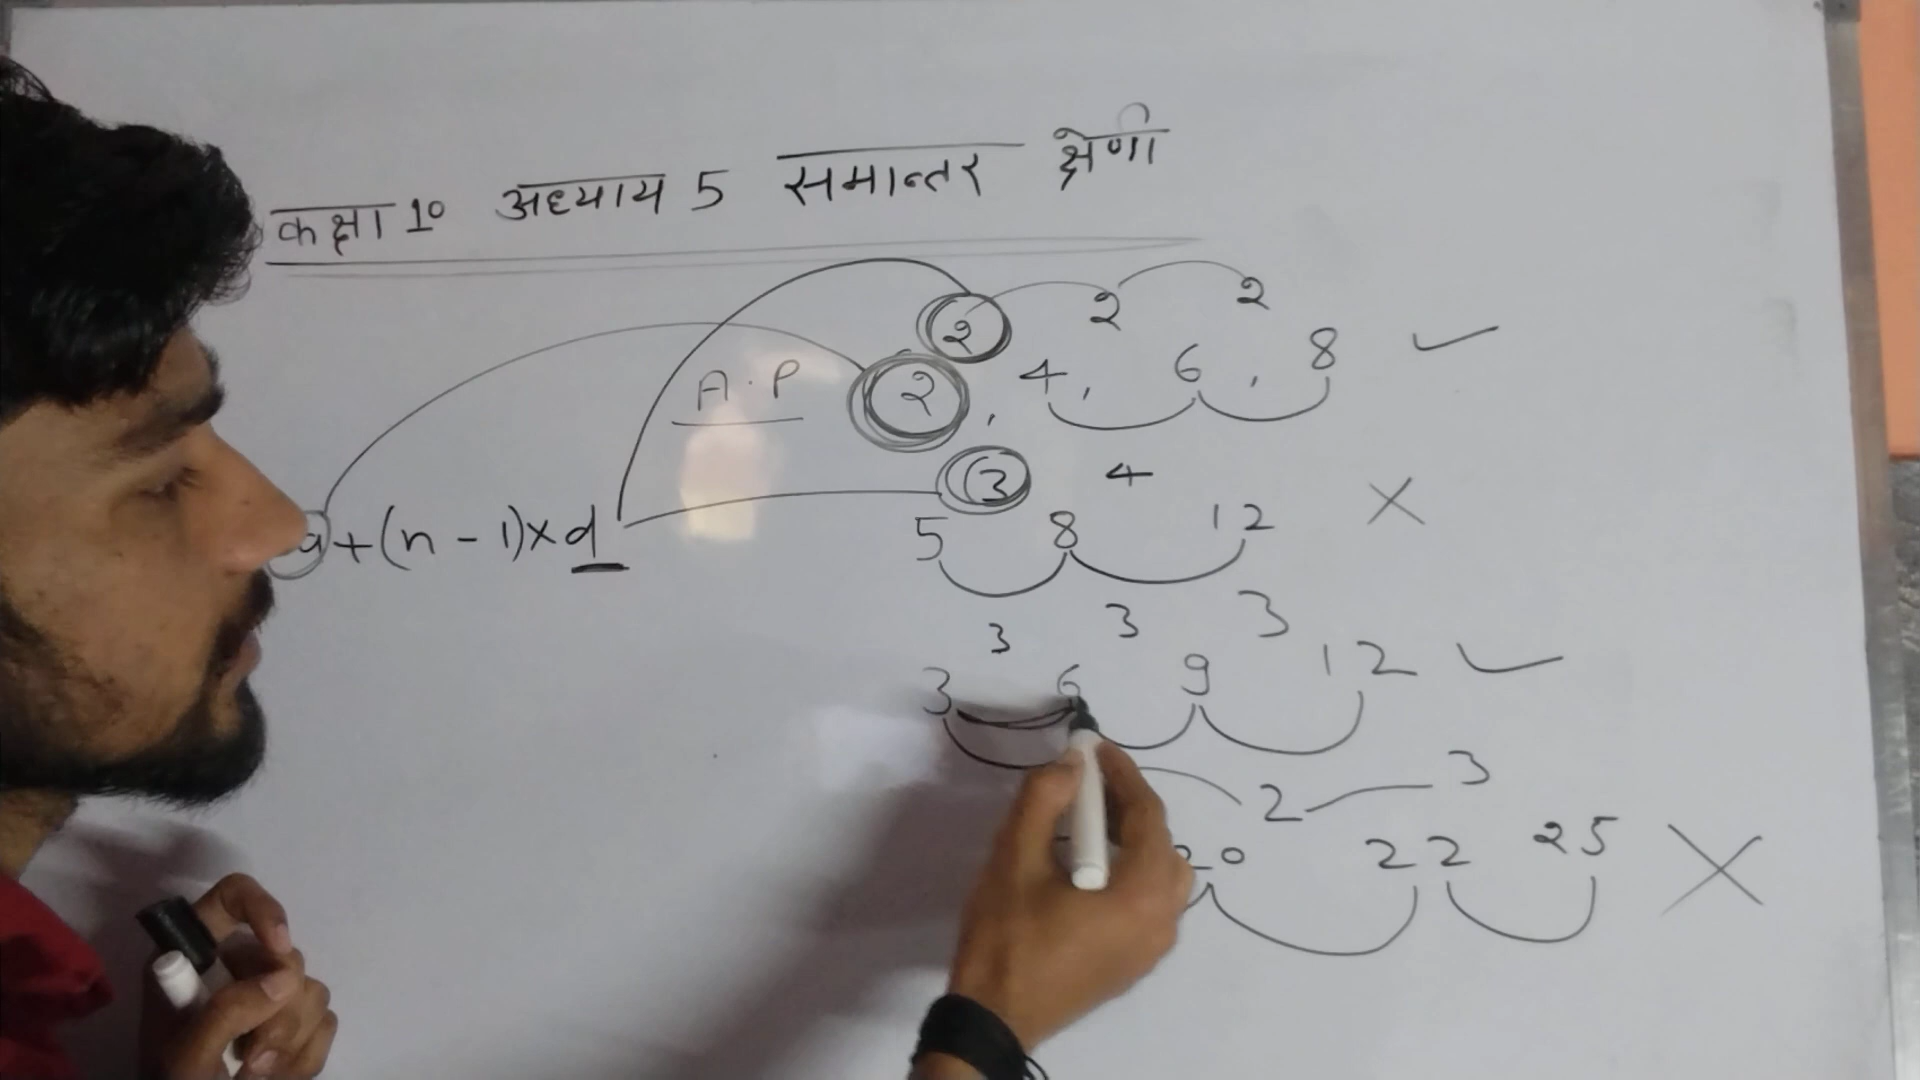 कक्षा 10 अध्याय 5 समान्तर क्षेणी
2 2 2
A.P 2, 4, 6, 8 ✓
3 4
a+(n-1)×d 5 8 12 ×
3 3 3
3 6 9 12 ✓
2 3
20 22 25 ×